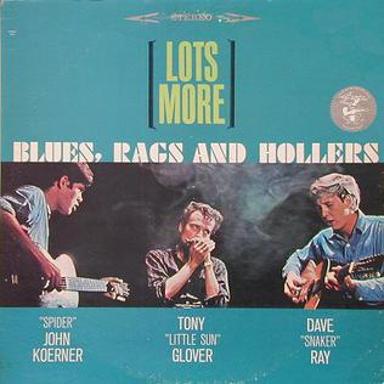 STEREO
[LOTS
MORE]
BLUES, RAGS AND HOLLERS
"SPIDER"
JOHN
KOERNER
TONY
"LITTLE SUN"
GLOVER
DAVE
"SNAKER"
RAY